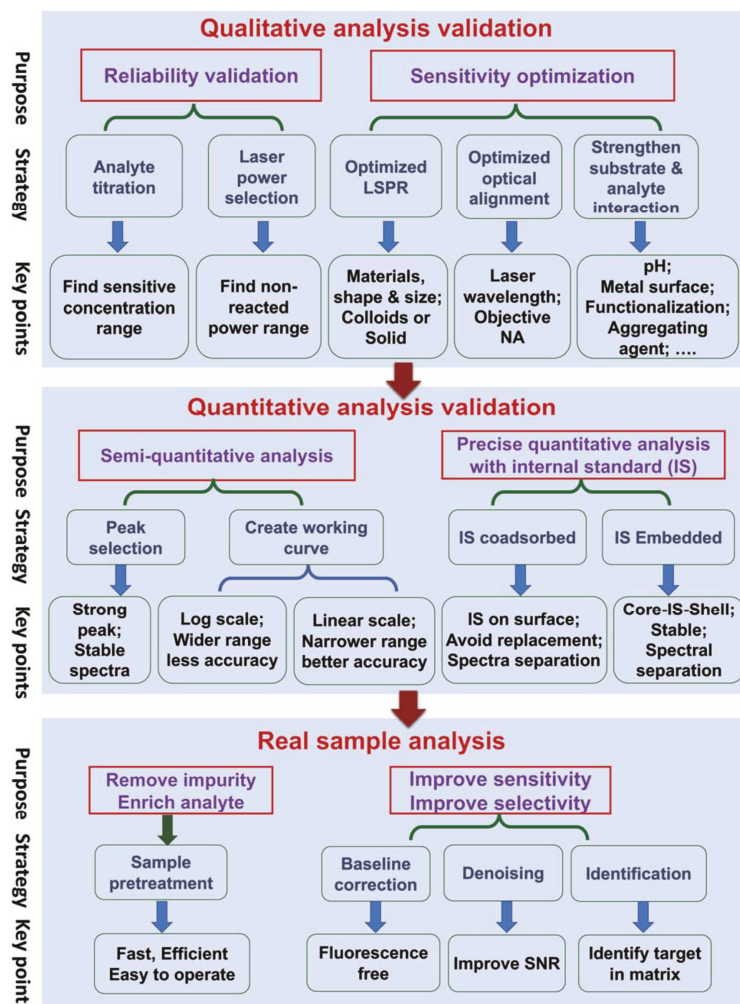 Qualitative analysis validation
Purpose
Reliability validation
Sensitivity optimization
Strategy
Analyte
titration
Laser
power
selection
Optimized
LSPR
Optimized
optical
alignment
Strengthen
substrate &
analyte
interaction
Key points
Find sensitive
concentration
range
Find non-
reacted
power range
Materials,
shape & size;
Colloids or
Solid
Laser
wavelength;
Objective
NA
pH;
Metal surface;
Functionalization;
Aggregating
agent; ….
Quantitative analysis validation
Purpose
Semi-quantitative analysis
Precise quantitative analysis
with internal standard (IS)
Strategy
Peak
selection
Create working
curve
IS coadsorbed
IS Embedded
Key points
Strong
peak;
Stable
spectra
Log scale;
Wider range
less accuracy
Linear scale;
Narrower range
better accuracy
IS on surface;
Avoid replacement;
Spectra separation
Core-IS-Shell;
Stable;
Spectral
separation
Real sample analysis
Purpose
Remove impurity
Enrich analyte
Improve sensitivity
Improve selectivity
Strategy
Sample
pretreatment
Baseline
correction
Denoising
Identification
Key point
Fast, Efficient
Easy to operate
Fluorescence
free
Improve SNR
Identify target
in matrix